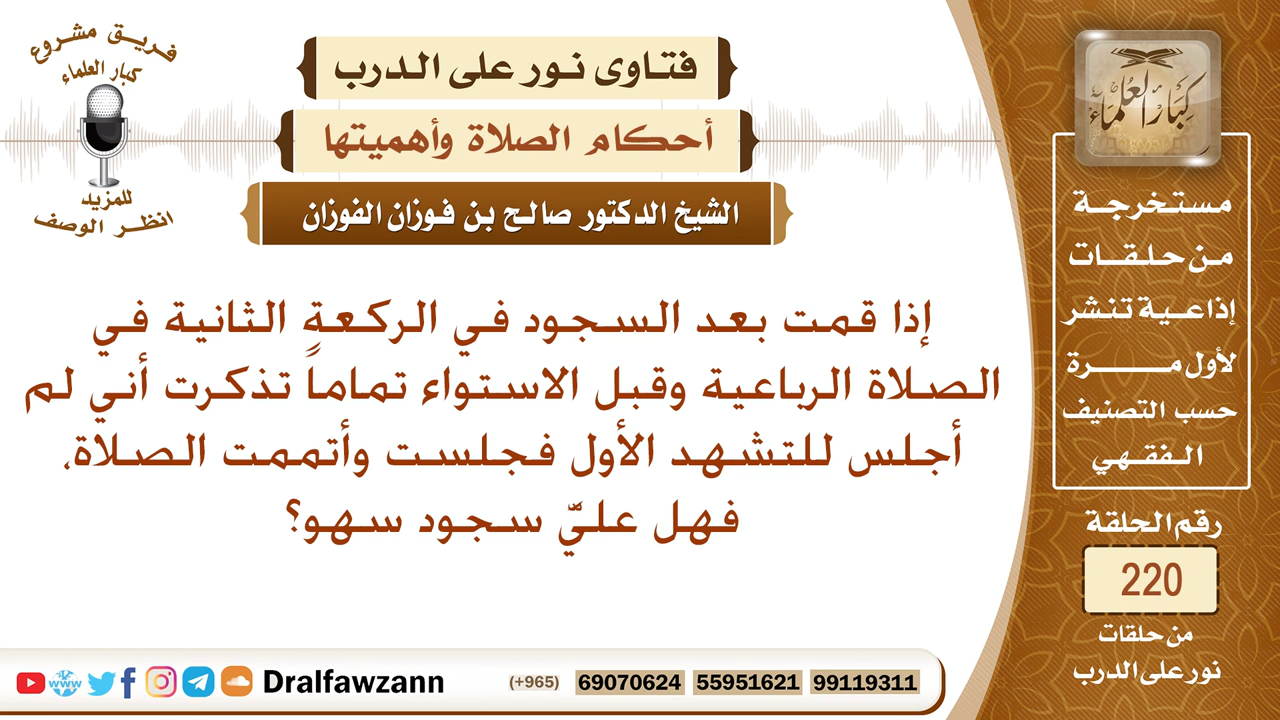 فريق مشروع
كبار العلماء
للمزيد
انظر الوصف
فتاوى نور على الدرب
أحكام الصلاة وأهميتها
الشيخ الدكتور صالح بن فوزان الفوزان
إذا قمت بعد السجود في الركعة الثانية في
الصلاة الرباعية وقبل الاستواء تماماً تذكرت أني لم
أجلس للتشهد الأول فجلست وأتممت الصلاة،
فهل عليّ سجود سهو؟
كبار العلماء
مستخرجة
من حلقات
إذاعية تنشر
لأول مرة
حسب التصنيف
الفقهي
رقم الحلقة
220
من حلقات
نور على الدرب
www
Dralfawzann
(+965) 69070624 55951621 99119311